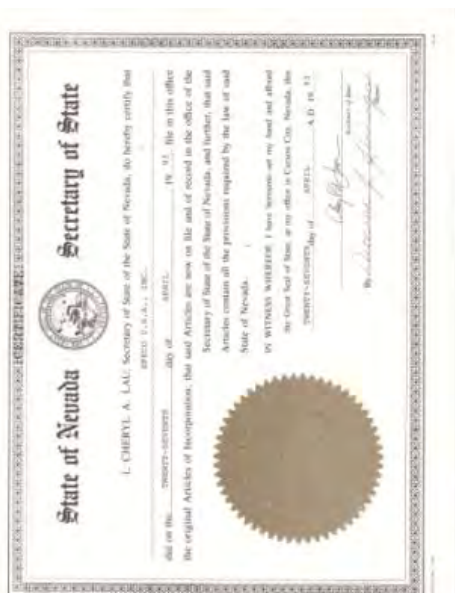 CERTIFICATE
State of Nevada Secretary of State
I, CHERYL A. LAU, Secretary of State of the State of Nevada, do hereby certify that
U.S.A., INC.
did on the TWENTY-SEVENTH day of APRIL 19 file in this office
the original Articles of Incorporation, that said Articles are now on file and of record in the office of the
Secretary of State of the State of Nevada, and further, that said
Articles contain all the provisions required by the law of said
State of Nevada.
IN WITNESS WHEREOF, I have hereunto set my hand and affixed
the Great Seal of State, at my office in Carson City, Nevada, this
TWENTY-SEVENTH day of APRIL A.D. 19
Secretary of State
By